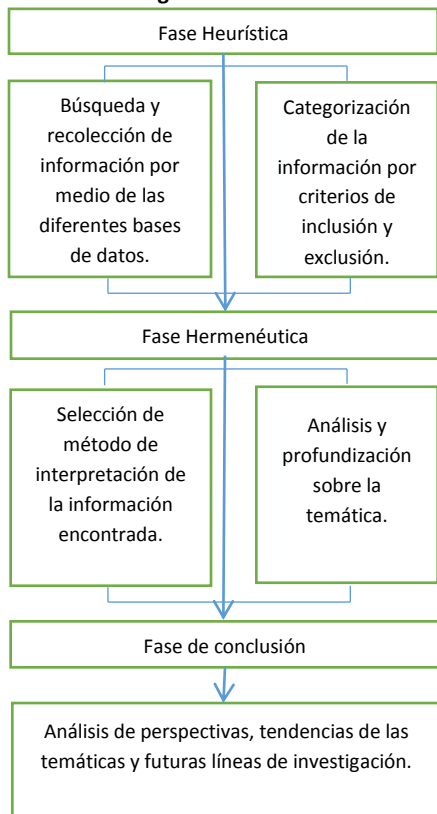 Fase Heurística
Búsqueda y
recolección de
información por
medio de las
diferentes bases
de datos.
Categorización
de la
información por
criterios de
inclusión y
exclusión.
Fase Hermenéutica
Selección de
método de
interpretación de
la información
encontrada.
Análisis y
profundización
sobre la
temática.
Fase de conclusión
Análisis de perspectivas, tendencias de las
temáticas y futuras líneas de investigación.